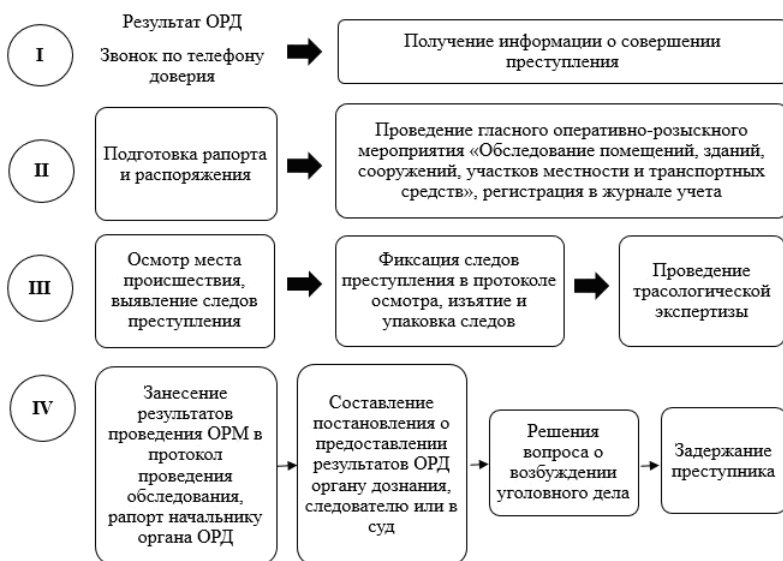 I
Результат ОРД
Звонок по телефону
доверия
Получение информации о совершении
преступления
II
Подготовка рапорта
и распоряжения
Проведение гласного оперативно-розыскного
мероприятия «Обследование помещений, зданий,
сооружений, участков местности и транспортных
средств», регистрация в журнале учета
III
Осмотр места
происшествия,
выявление следов
преступления
Фиксация следов
преступления в протоколе
осмотра, изъятие и
упаковка следов
Проведение
трасологической
экспертизы
IV
Занесение
результатов
проведения ОРМ в
протокол
проведения
обследования,
рапорт начальнику
органа ОРД
Составление
постановления о
предоставлении
результатов ОРД
органу дознания,
следователю или в
суд
Решения
вопроса о
возбуждении
уголовного дела
Задержание
преступника